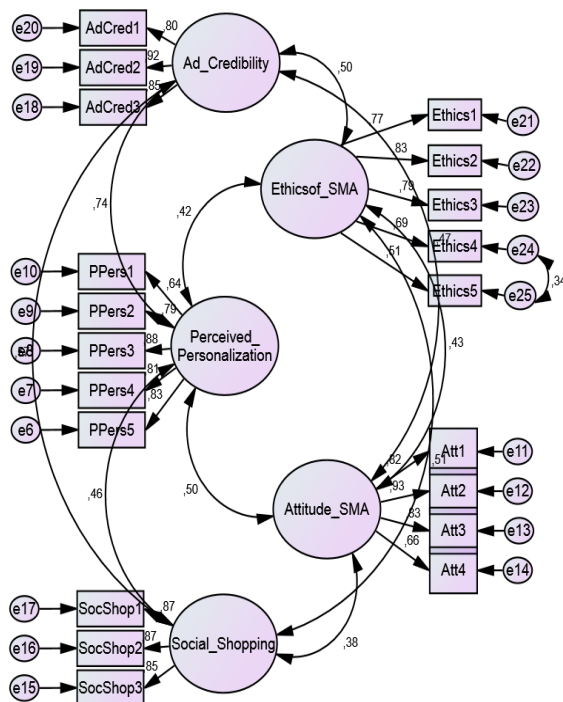 e20
AdCred1
,80
e19
AdCred2
,92
e18
AdCred3
,85
Ad_Credibility
,50
,77
Ethics1
e21
,83
Ethics2
e22
Ethicsof_SMA
,79
Ethics3
e23
,69
,47
Ethics4
e24
,51
Ethics5
e25
,34
,74
,42
,43
e10
PPers1
,64
e9
PPers2
,79
PPers3
,88
e7
PPers4
,81
e6
PPers5
,83
Perceived_
Personalization
,46
,50
,82
,51
Att1
e11
,93
Att2
e12
Attitude_SMA
,83
Att3
e13
,66
Att4
e14
e17
SocShop1
,87
e16
SocShop2
,87
e15
SocShop3
,85
Social_Shopping
,38